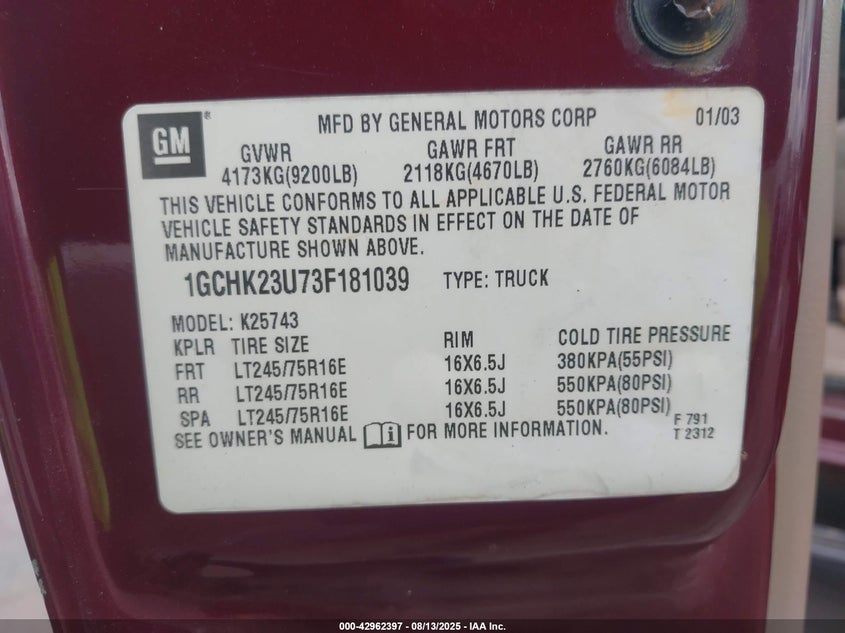 GM ®
MFD BY GENERAL MOTORS CORP 01/03
GVWR GAWR FRT GAWR RR
4173KG(9200LB) 2118KG(4670LB) 2760KG(6084LB)
THIS VEHICLE CONFORMS TO ALL APPLICABLE U.S. FEDERAL MOTOR
VEHICLE SAFETY STANDARDS IN EFFECT ON THE DATE OF
MANUFACTURE SHOWN ABOVE.
1GCHK23U73F181039 TYPE: TRUCK
MODEL: K25743
KPLR TIRE SIZE RIM COLD TIRE PRESSURE
FRT LT245/75R16E 16X6.5J 380KPA(55PSI)
RR LT245/75R16E 16X6.5J 550KPA(80PSI)
SPA LT245/75R16E 16X6.5J 550KPA(80PSI)
SEE OWNER'S MANUAL i FOR MORE INFORMATION.
F 791
T 2312
000-42962397 - 08/13/2025 - IAA Inc.